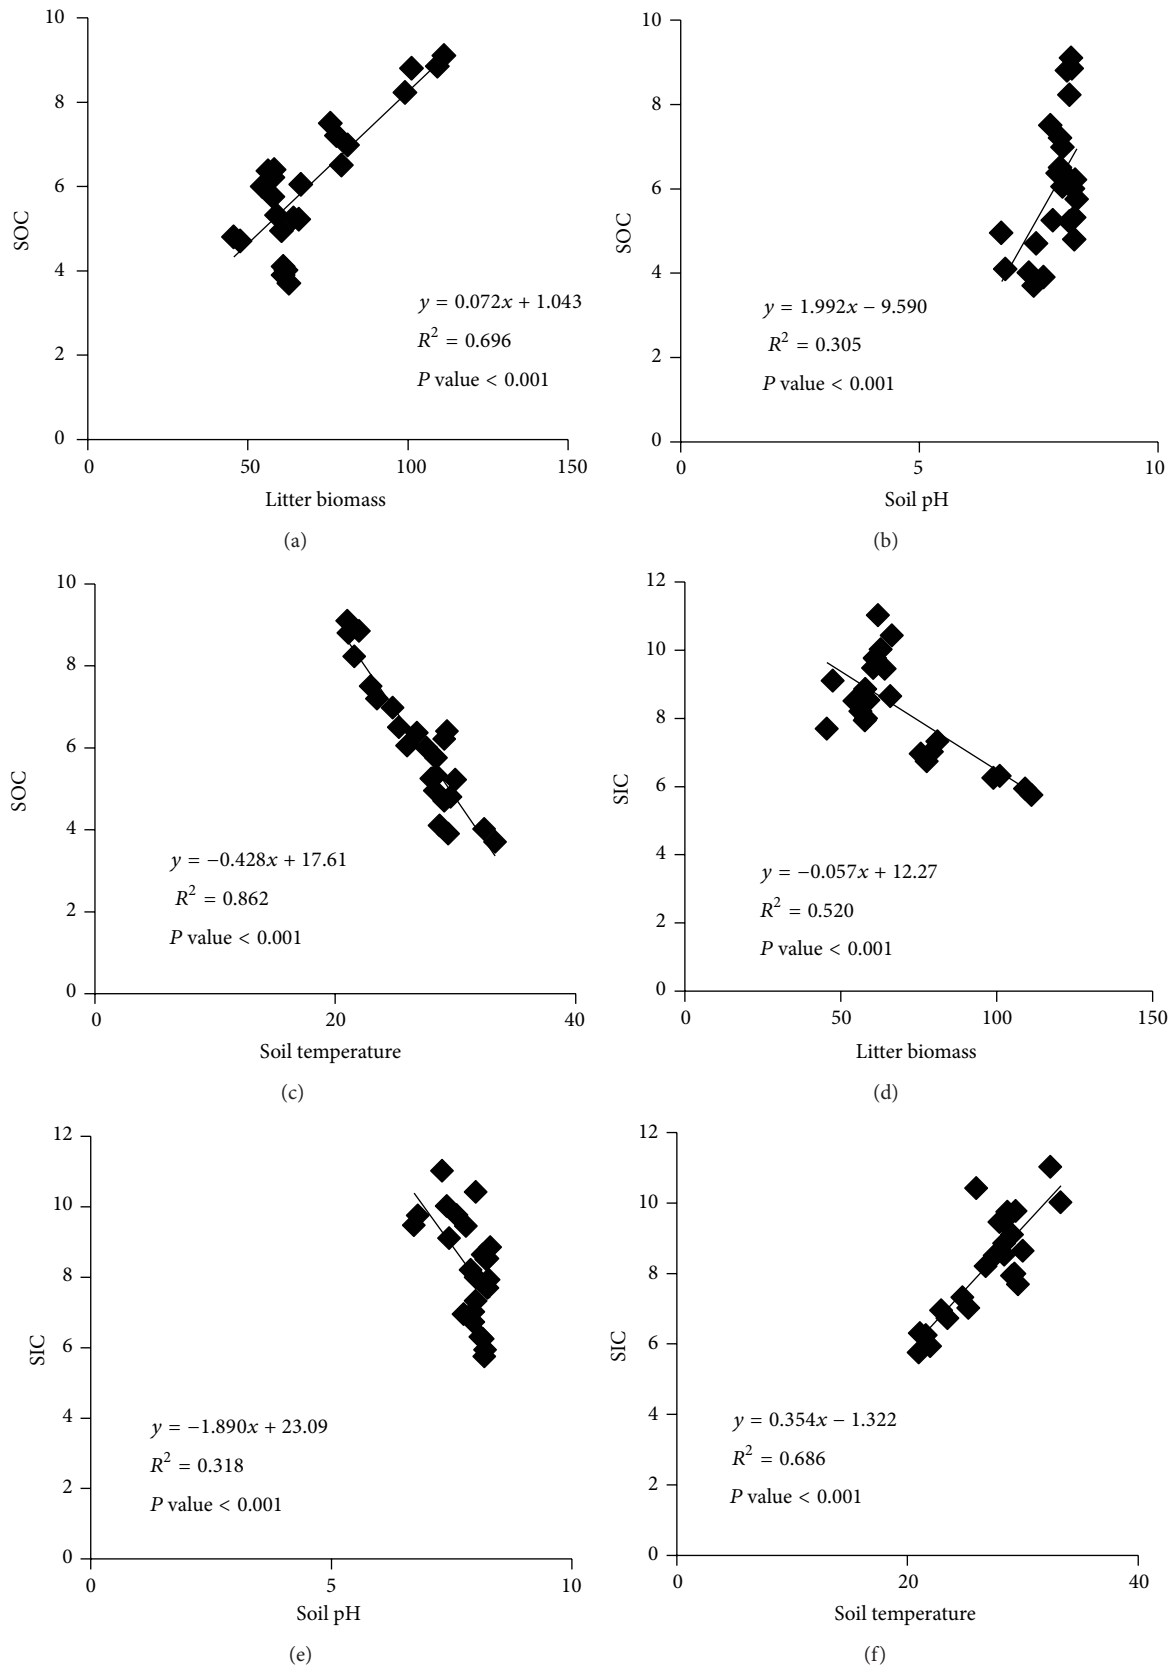 10
8
6
4
2
0
SOC
0
50
100
150
Litter biomass
y = 0.072x + 1.043
R² = 0.696
P value < 0.001
(a)
10
8
6
4
2
0
SOC
0
5
10
Soil pH
y = 1.992x − 9.590
R² = 0.305
P value < 0.001
(b)
10
8
6
4
2
0
SOC
0
20
40
Soil temperature
y = −0.428x + 17.61
R² = 0.862
P value < 0.001
(c)
12
10
8
6
4
2
0
SIC
0
50
100
150
Litter biomass
y = −0.057x + 12.27
R² = 0.520
P value < 0.001
(d)
12
10
8
6
4
2
0
SIC
0
5
10
Soil pH
y = −1.890x + 23.09
R² = 0.318
P value < 0.001
(e)
12
10
8
6
4
2
0
SIC
0
20
40
Soil temperature
y = 0.354x − 1.322
R² = 0.686
P value < 0.001
(f)